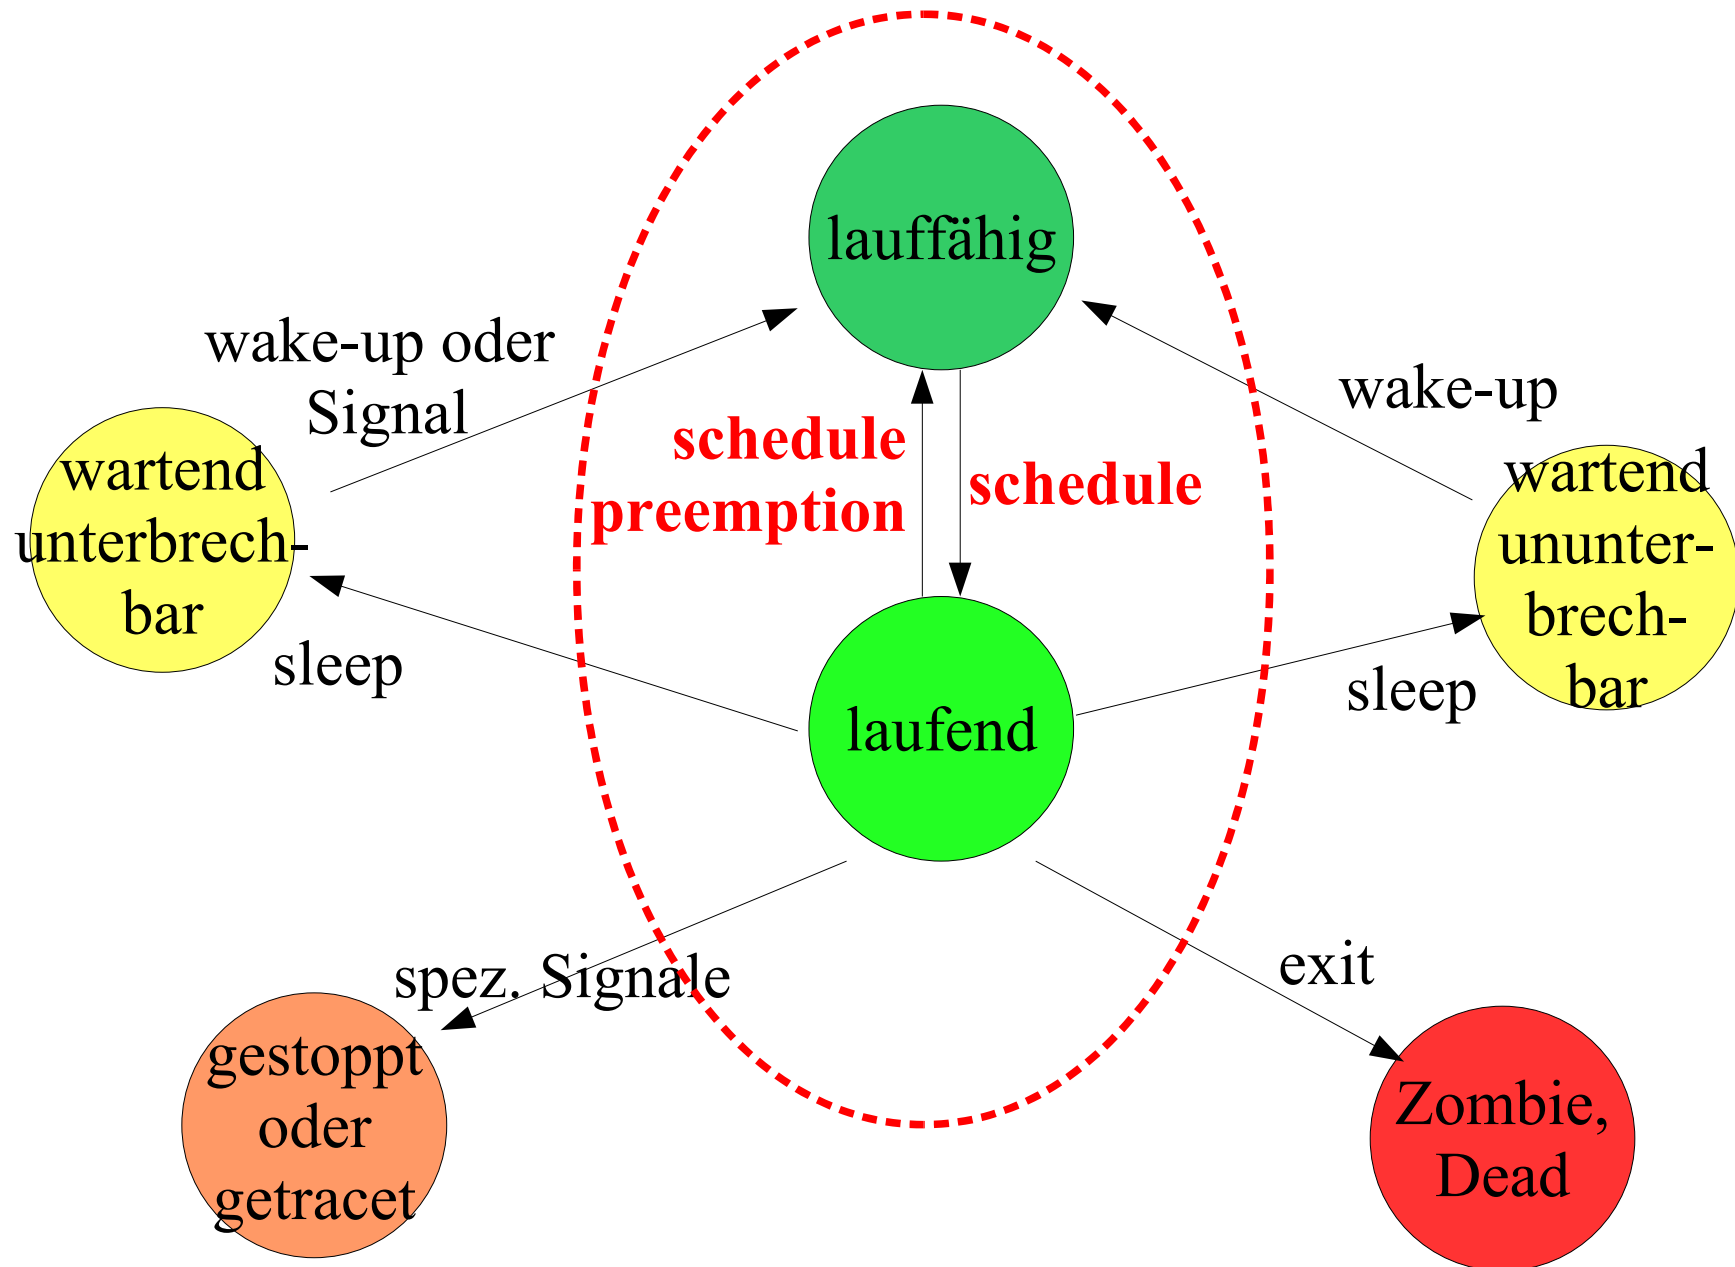 lauffähig
wake-up oder
Signal
wake-up
schedule
preemption
schedule
wartend
unterbrech-
bar
wartend
ununter-
brech-
bar
sleep
sleep
laufend
spez. Signale
exit
gestoppt
oder
getracet
Zombie,
Dead